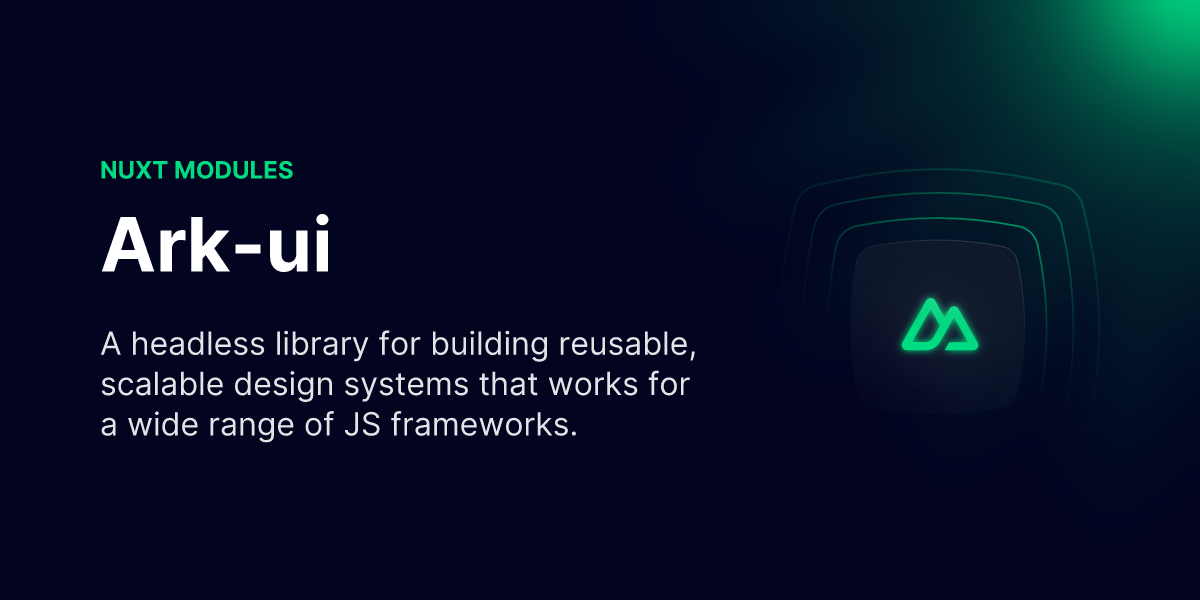 NUXT MODULES
Ark-ui
A headless library for building reusable,
scalable design systems that works for
a wide range of JS frameworks.